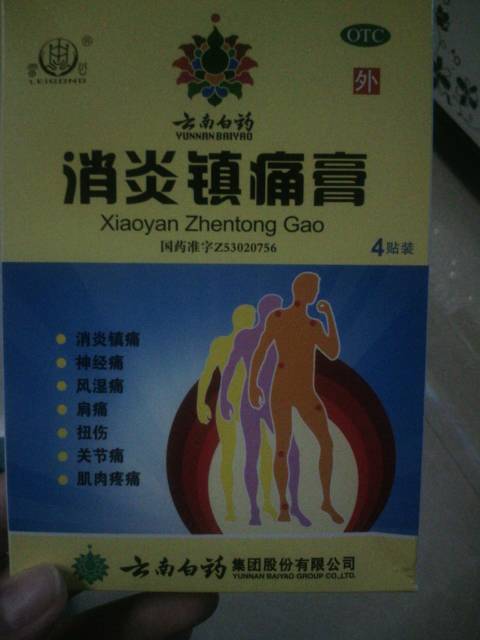 OTC
®
LEIGONG
外
云南白药
YUNNAN BAIYAO
消炎镇痛膏
Xiaoyan Zhentong Gao
国药准字Z53020756
4贴装
消炎镇痛
神经痛
风湿痛
肩痛
扭伤
关节痛
肌肉疼痛
云南白药集团股份有限公司
YUNNAN BAIYAO GROUP CO.,LTD.